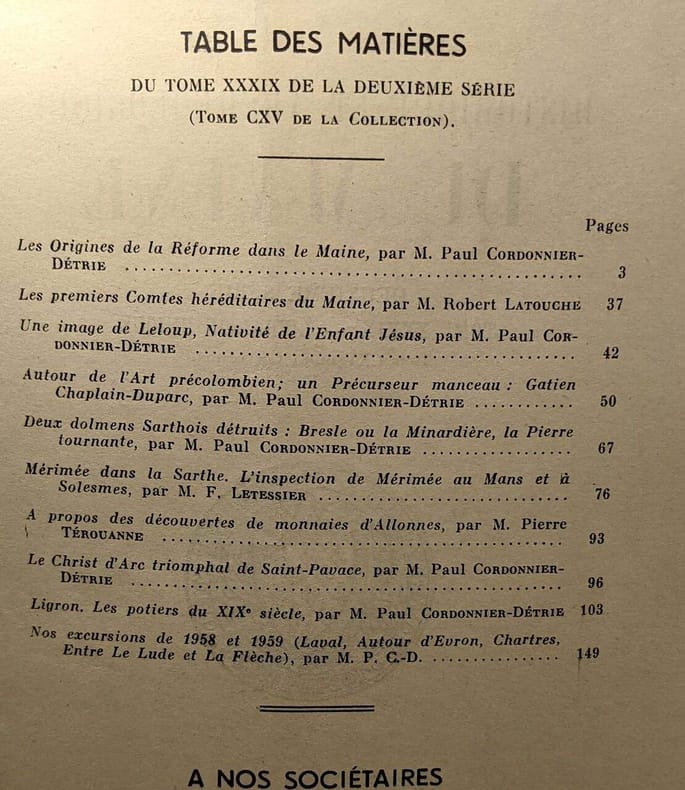 TABLE DES MATIÈRES
DU TOME XXXIX DE LA DEUXIÈME SÉRIE
(TOME CXV DE LA COLLECTION).
Pages
Les Origines de la Réforme dans le Maine, par M. Paul CORDONNIER-
DÉTRIE ................................................ 3
Les premiers Comtes héréditaires du Maine, par M. Robert LATOUCHE 37
Une image de Leloup, Nativité de l'Enfant Jésus, par M. Paul COR-
DONNIER-DÉTRIE ........................................ 42
Autour de l'Art précolombien; un Précurseur manceau : Gatien
Chaplain-Duparc, par M. Paul CORDONNIER-DÉTRIE ........... 50
Deux dolmens Sarthois détruits : Bresle ou la Minardière, la Pierre
tournante, par M. Paul CORDONNIER-DÉTRIE ................ 67
Mérimée dans la Sarthe. L'inspection de Mérimée au Mans et à
Solesmes, par M. F. LETESSIER .......................... 76
A propos des découvertes de monnaies d'Allonnes, par M. Pierre
TÉROUANNE .......................................... 93
Le Christ d'Arc triomphal de Saint-Pavace, par M. Paul CORDONNIER-
DÉTRIE .............................................. 96
Ligron. Les potiers du XIXe siècle, par M. Paul CORDONNIER-DÉTRIE 103
Nos excursions de 1958 et 1959 (Laval, Autour d'Evron, Chartres,
Entre Le Lude et La Flèche), par M. P. C.-D. ................ 149
A NOS SOCIÉTAIRES